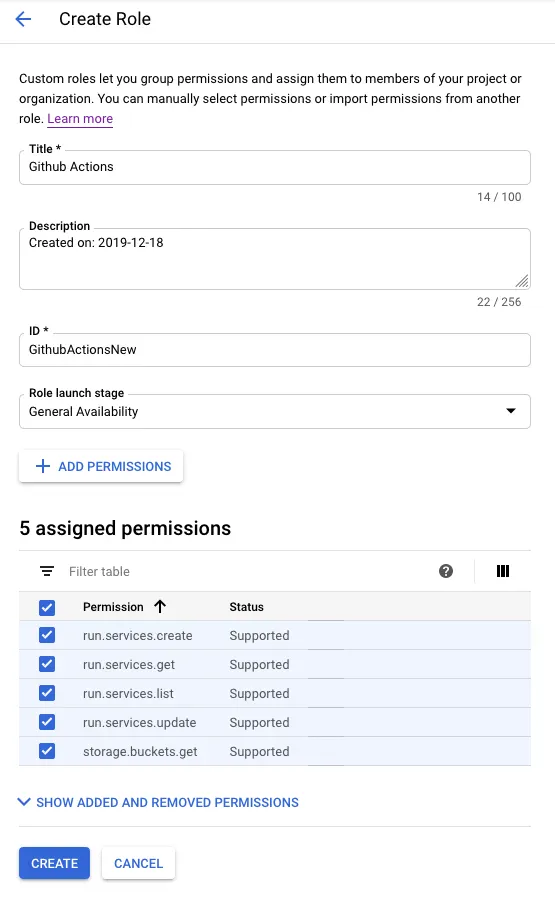 Create Role
Custom roles let you group permissions and assign them to members of your project or
organization. You can manually select permissions or import permissions from another
role. Learn more
Title *
Github Actions
14 / 100
Description
Created on: 2019-12-18
22 / 256
ID *
GithubActionsNew
Role launch stage
General Availability
ADD PERMISSIONS
5 assigned permissions
Filter table
Permission Status
run.services.create Supported
run.services.get Supported
run.services.list Supported
run.services.update Supported
storage.buckets.get Supported
SHOW ADDED AND REMOVED PERMISSIONS
CREATE CANCEL